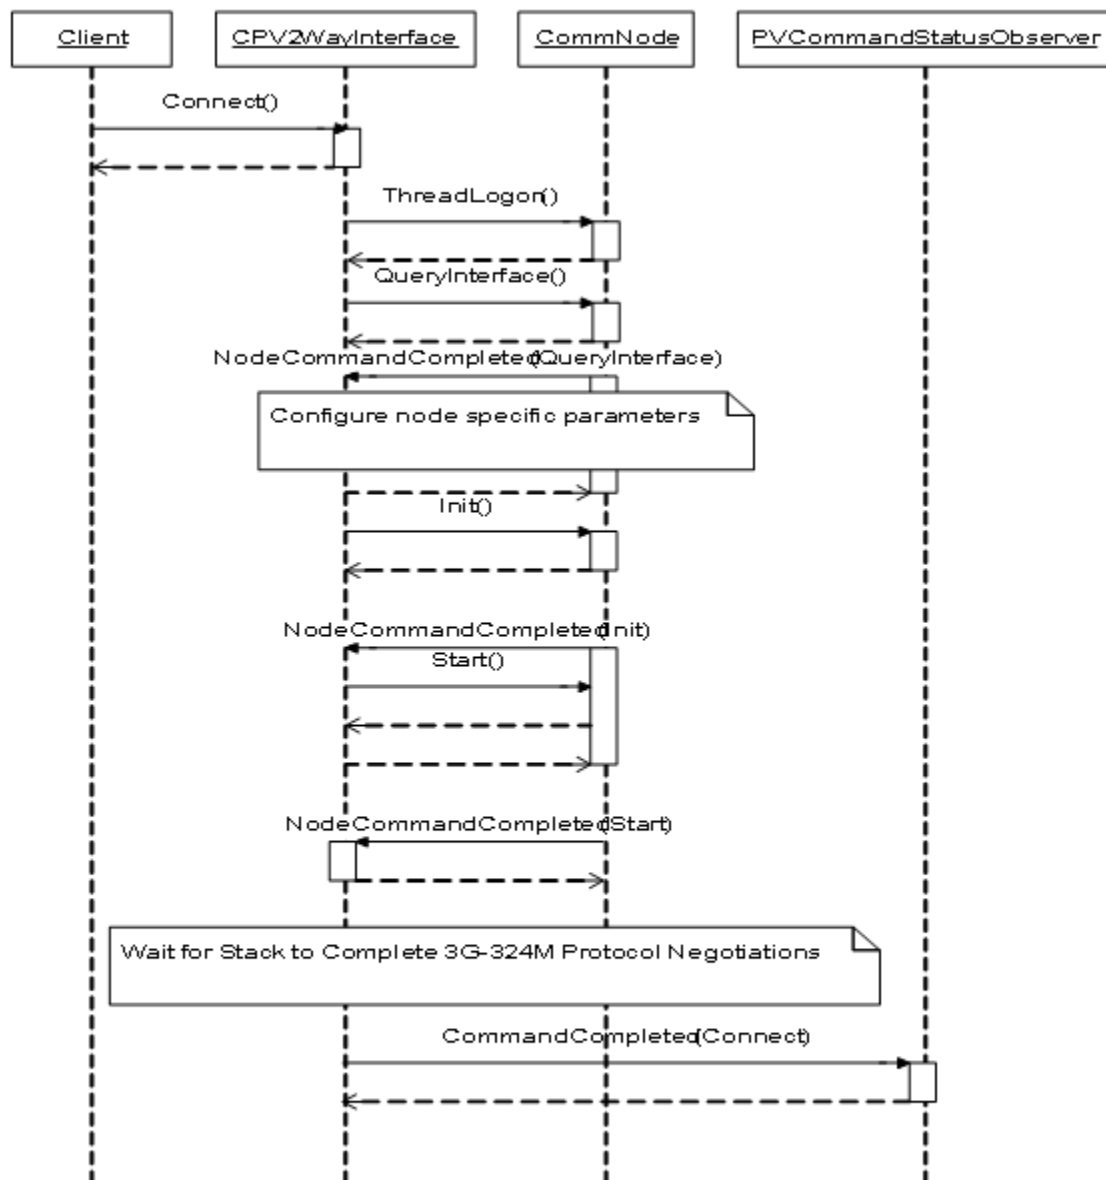 Client
CPV2WayInterface
CommNode
PVCommandStatusObserver
Connect()
ThreadLogon()
QueryInterface()
NodeCommandCompleted(QueryInterface)
Configure node specific parameters
Init()
NodeCommandCompleted(Init)
Start()
NodeCommandCompleted(Start)
Wait for Stack to Complete 3G-324M Protocol Negotiations
CommandCompleted(Connect)